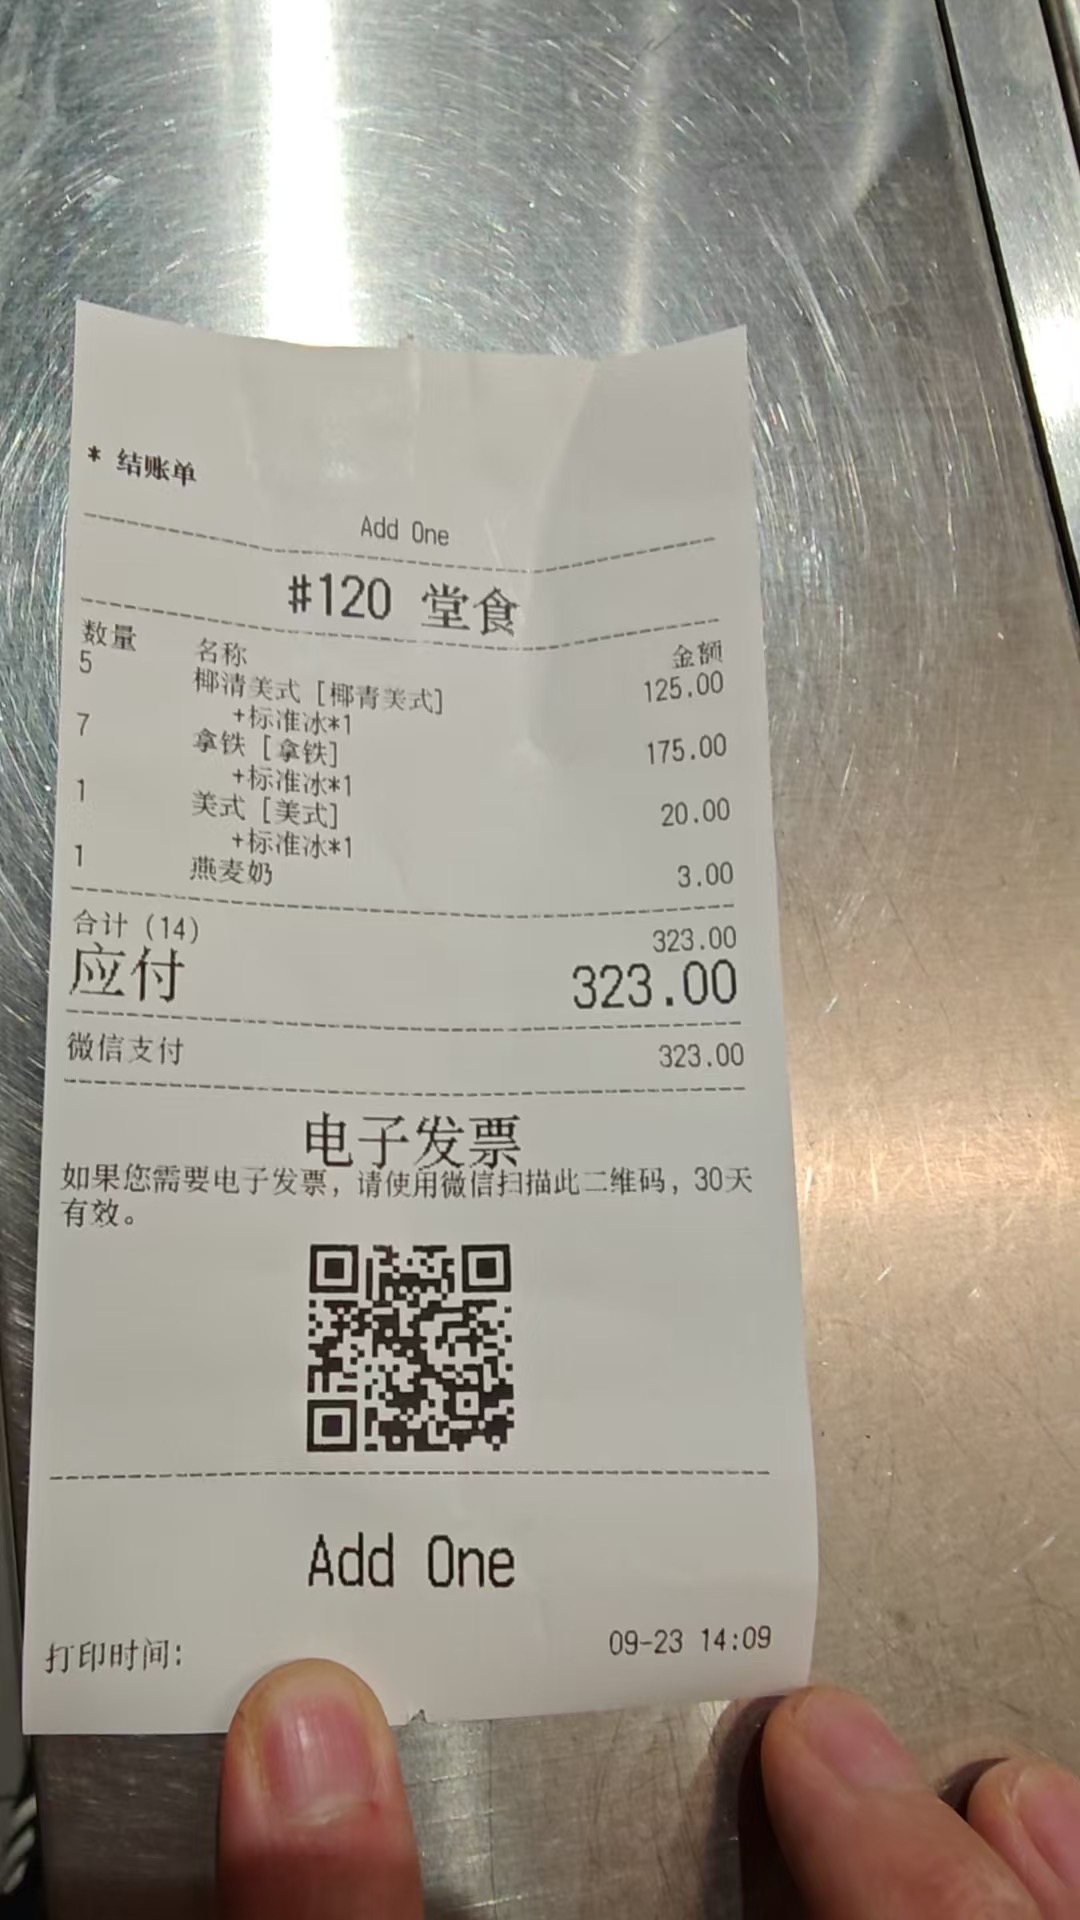 * 结账单
Add One
#120 堂食
数量 名称 金额
5 椰清美式 [椰青美式] 125.00
+标准冰*1
7 拿铁 [拿铁] 175.00
+标准冰*1
1 美式 [美式] 20.00
+标准冰*1
1 燕麦奶 3.00
合计 (14) 323.00
应付 323.00
微信支付 323.00
电子发票
如果您需要电子发票，请使用微信扫描此二维码，30天
有效。
Add One
打印时间: 09-23 14:09